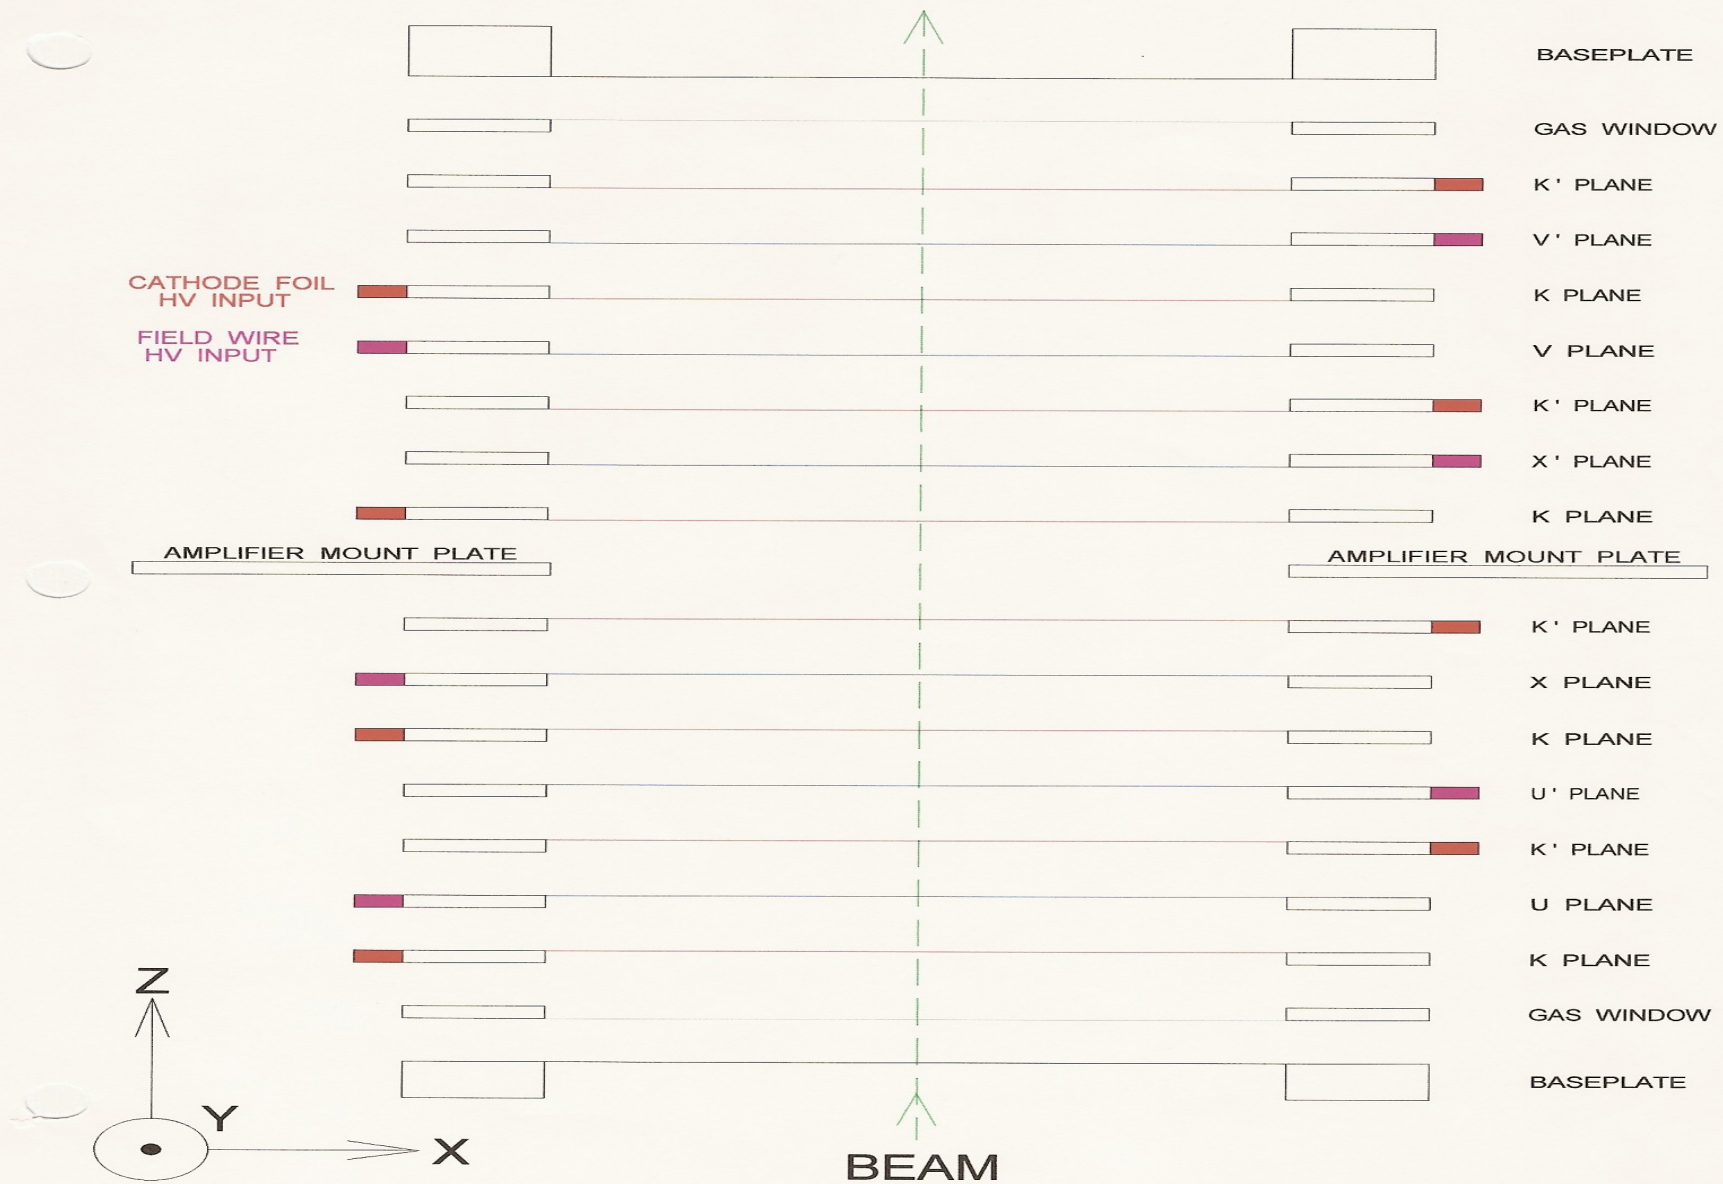 BASEPLATE
GAS WINDOW
K' PLANE
V' PLANE
CATHODE FOIL
HV INPUT
K PLANE
FIELD WIRE
HV INPUT
V PLANE
K' PLANE
X' PLANE
K PLANE
AMPLIFIER MOUNT PLATE
AMPLIFIER MOUNT PLATE
K' PLANE
X PLANE
K PLANE
U' PLANE
K' PLANE
U PLANE
K PLANE
Z
GAS WINDOW
BASEPLATE
Y
X
BEAM